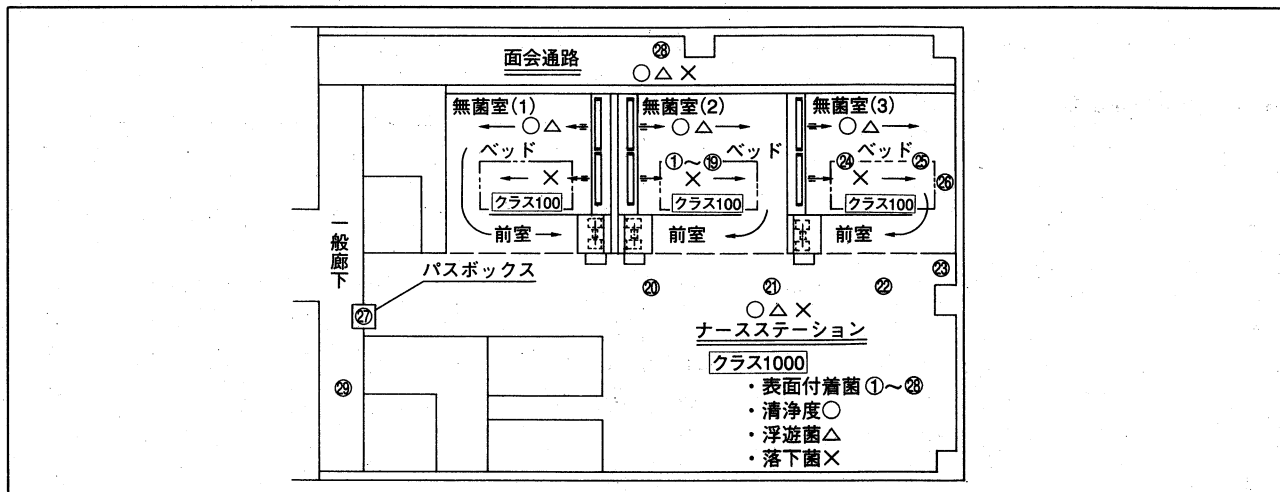 ㉘
面会通路
○△×
無菌室(1)
無菌室(2)
無菌室(3)
○△
○△
○△
ベッド
ベッド
ベッド
①～⑲
㉔
㉕
㉖
×
×
×
クラス100
クラス100
クラス100
前室
前室
前室
一般廊下
パスボックス
㉓
⑳
㉑
㉒
㉗
○△×
ナースステーション
クラス1000
・表面付着菌①～㉘
・清浄度○
・浮遊菌△
・落下菌×
㉙